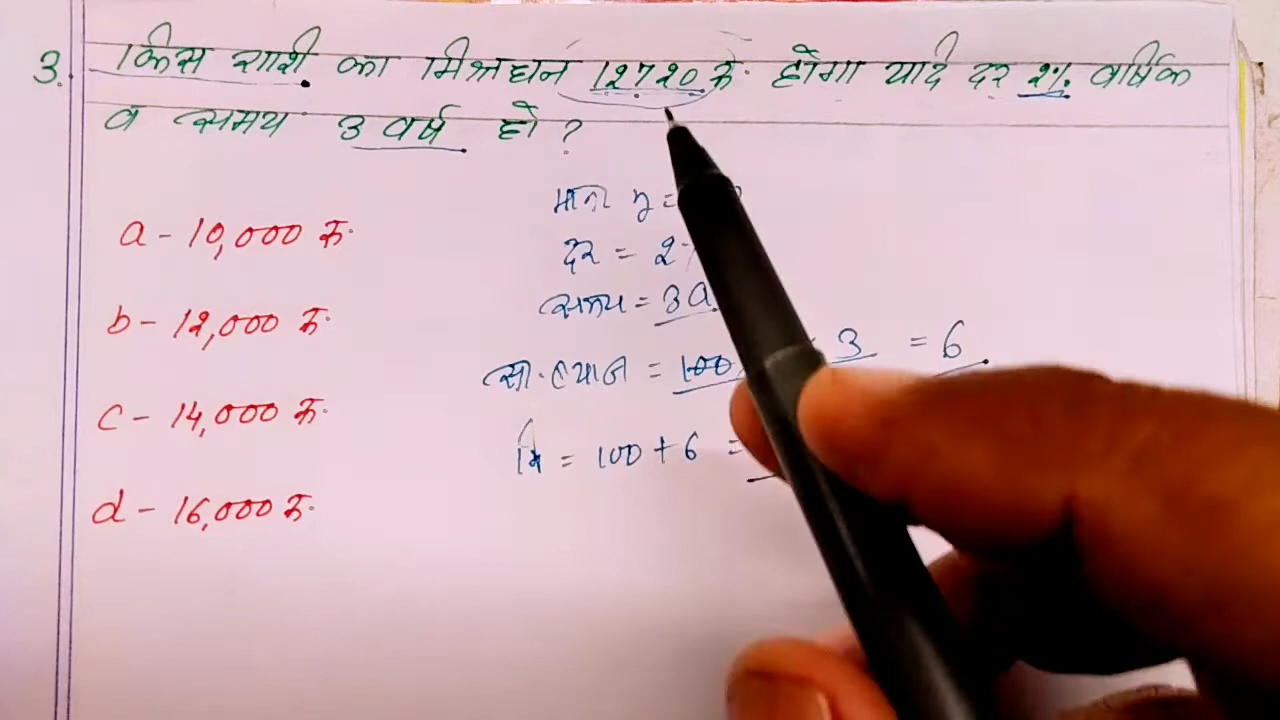 3. किस राशी का मिश्रधन 12720 रु. होगा यदि दर 2% वर्षिक
व समय 3 वर्ष हो ?
a - 10,000 रु.
b - 12,000 रु.
c - 14,000 रु.
d - 16,000 रु.
माना मू =
दर = 2
समय = 3
सा. ब्याज = 100 3 = 6
मि = 100 + 6 =